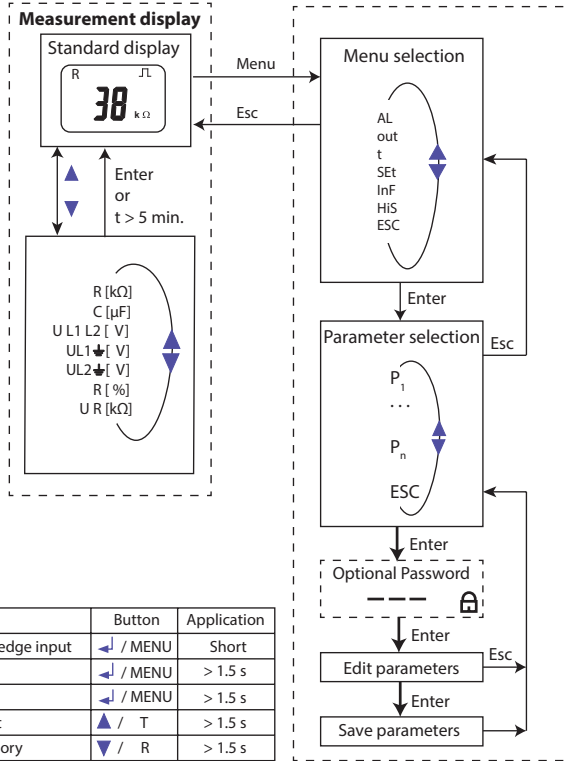 Measurement display
Standard display
R
38 kΩ
Menu
Esc
Enter
or
t > 5 min.
R [kΩ]
C [µF]
U L1 L2 [ V]
UL1⏚[ V]
UL2⏚[ V]
R [ %]
U R [kΩ]
Menu selection
AL
out
t
SEt
InF
HiS
ESC
Enter
Parameter selection
Esc
P₁
...
Pₙ
ESC
Enter
Optional Password
Enter
Edit parameters
Esc
Enter
Save parameters
Button Application
edge input ↵ / MENU Short
↵ / MENU > 1.5 s
↵ / MENU > 1.5 s
t ▲ / T > 1.5 s
ory ▼ / R > 1.5 s